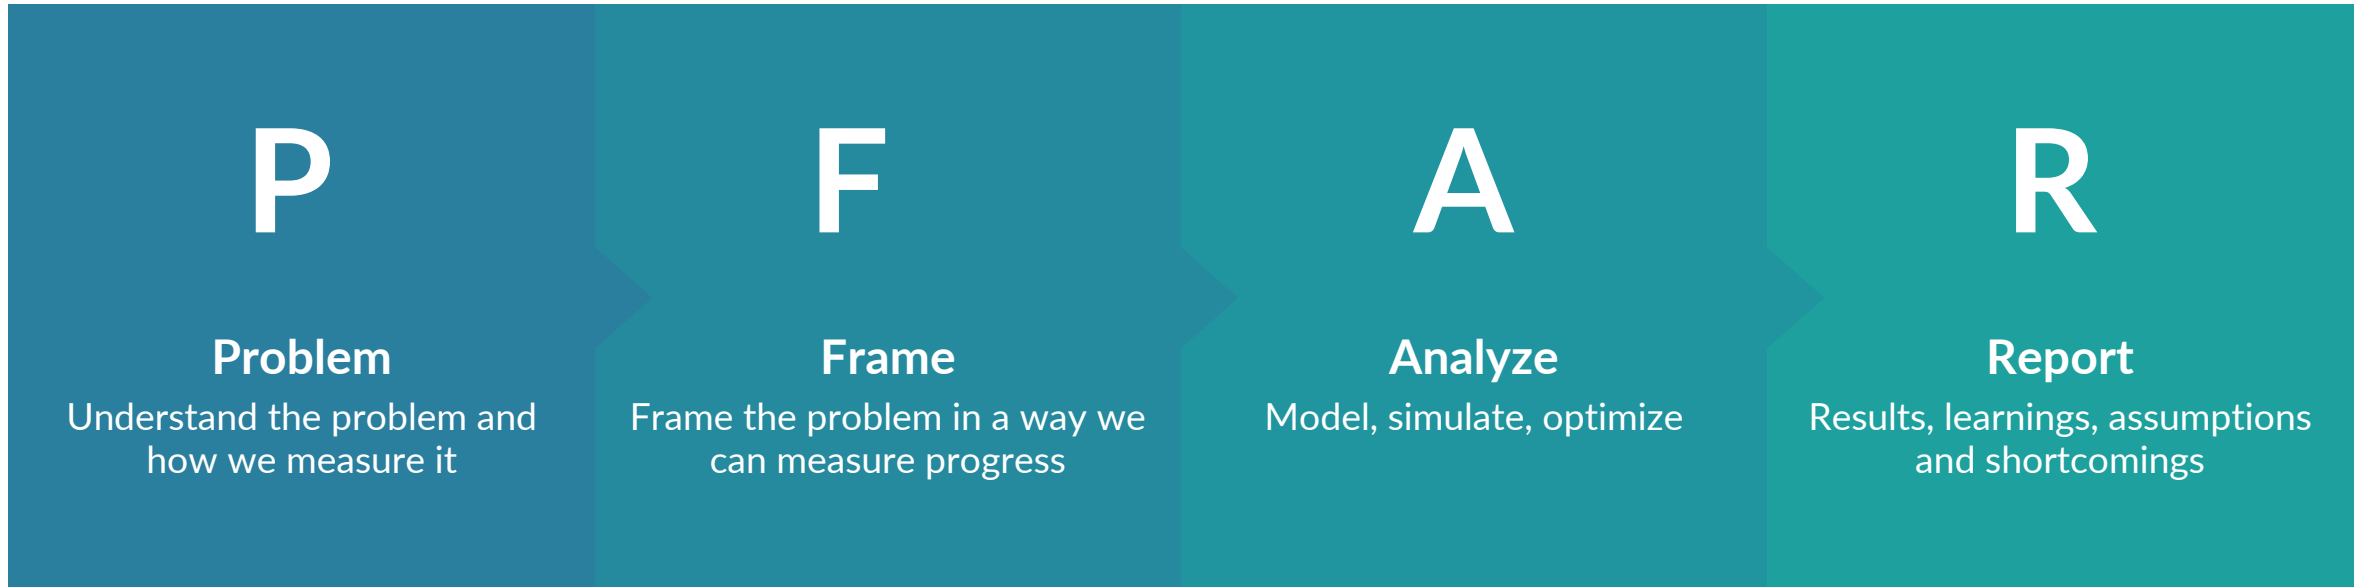 P
Problem
Understand the problem and
how we measure it
F
Frame
Frame the problem in a way we
can measure progress
A
Analyze
Model, simulate, optimize
R
Report
Results, learnings, assumptions
and shortcomings